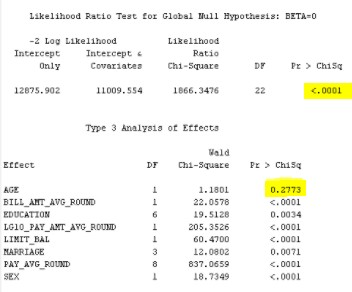 Likelihood Ratio Test for Global Null Hypothesis: BETA=0
-2 Log Likelihood Likelihood
Intercept Intercept & Ratio
Only Covariates Chi-Square DF Pr > ChiSq
12875.902 11009.554 1866.3476 22 <.0001
Type 3 Analysis of Effects
Wald
Effect DF Chi-Square Pr > ChiSq
AGE 1 1.1801 0.2773
BILL_AMT_AVG_ROUND 1 22.0578 <.0001
EDUCATION 6 19.5128 0.0034
LG10_PAY_AMT_AVG_ROUND 1 205.3526 <.0001
LIMIT_BAL 1 60.4700 <.0001
MARRIAGE 3 12.0802 0.0071
PAY_AVG_ROUND 8 837.0659 <.0001
SEX 1 18.7349 <.0001